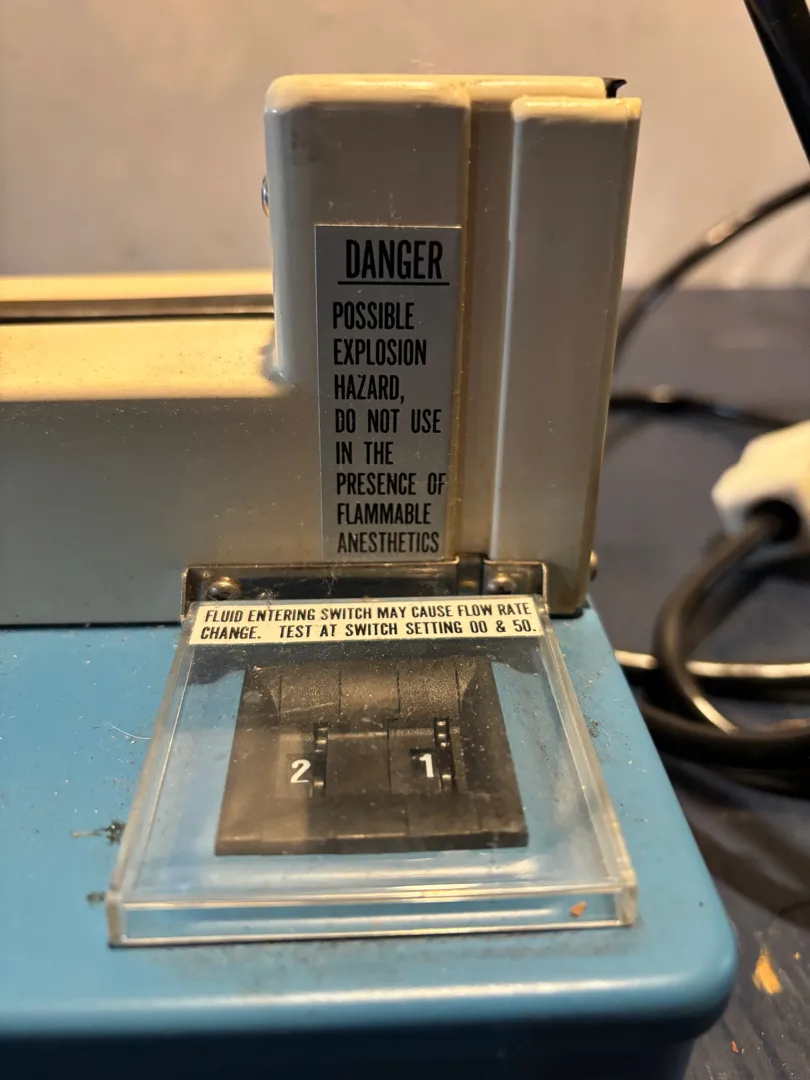 DANGER
POSSIBLE
EXPLOSION
HAZARD,
DO NOT USE
IN THE
PRESENCE OF
FLAMMABLE
ANESTHETICS
FLUID ENTERING SWITCH MAY CAUSE FLOW RATE
CHANGE. TEST AT SWITCH SETTING 00 & 50.
2 1